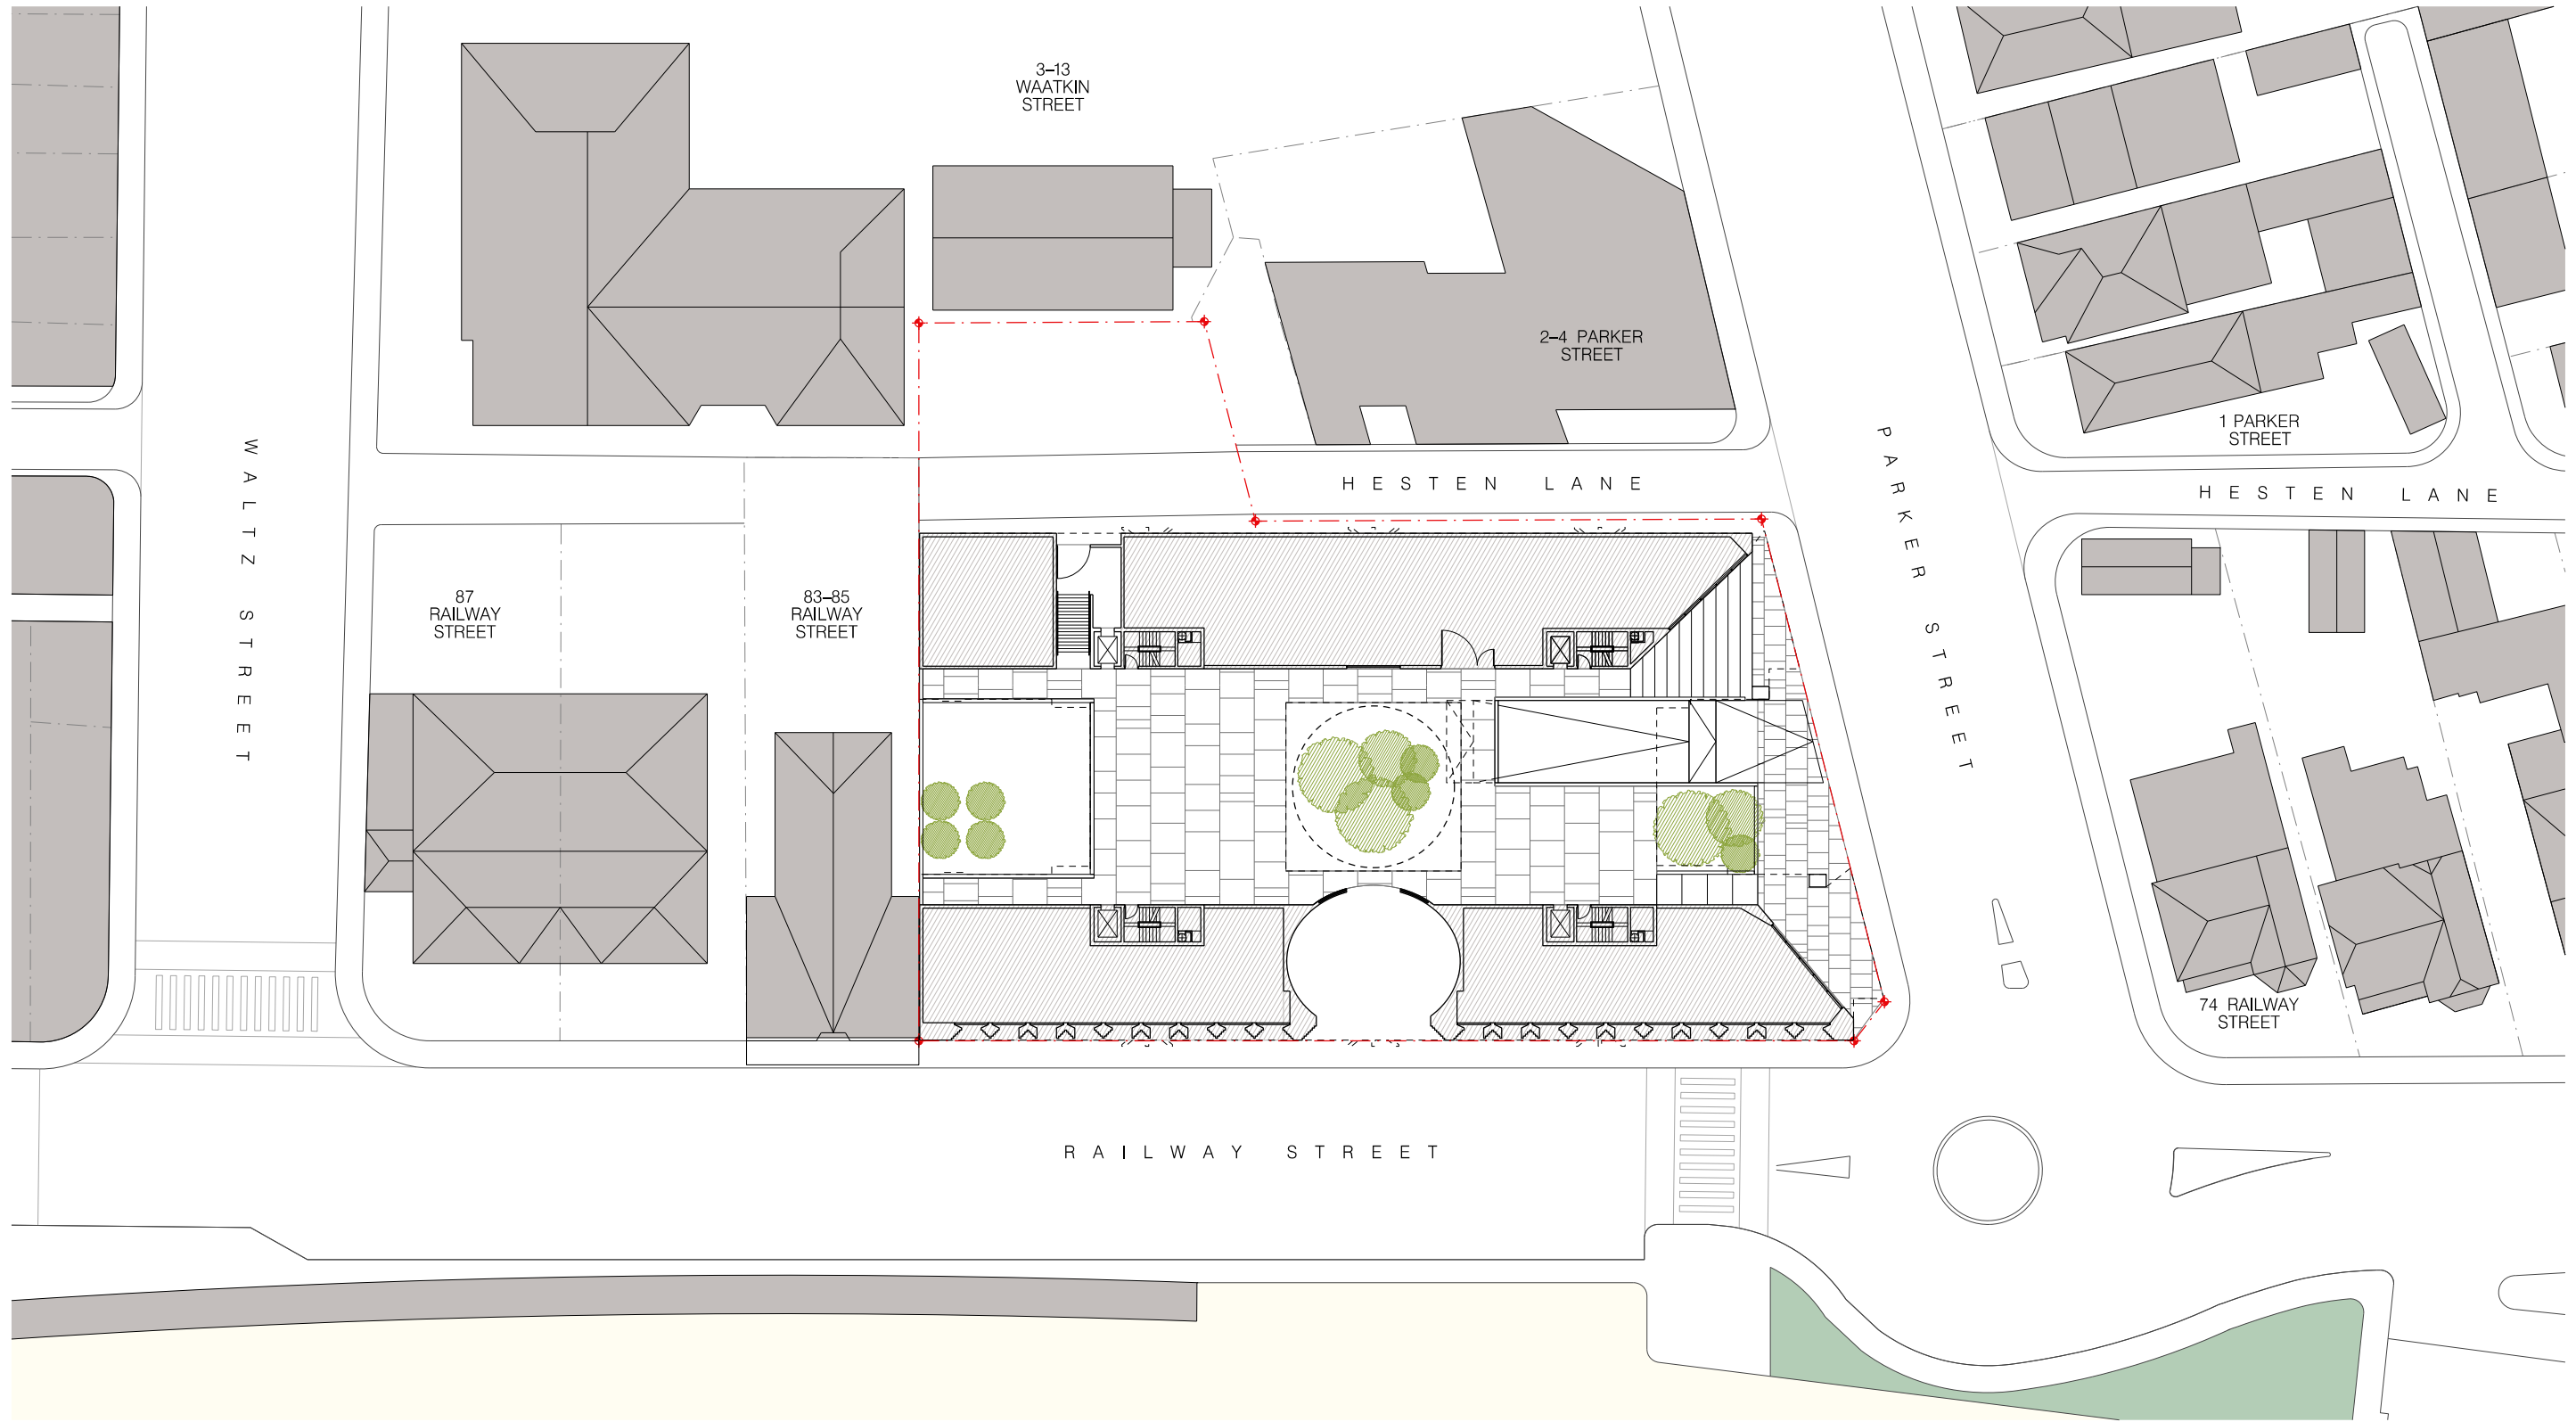 3–13
WAATKIN
STREET
2–4 PARKER
STREET
1 PARKER
STREET
WALTZ STREET
PARKER STREET
HESTEN LANE
HESTEN LANE
87
RAILWAY
STREET
83–85
RAILWAY
STREET
74 RAILWAY
STREET
RAILWAY STREET